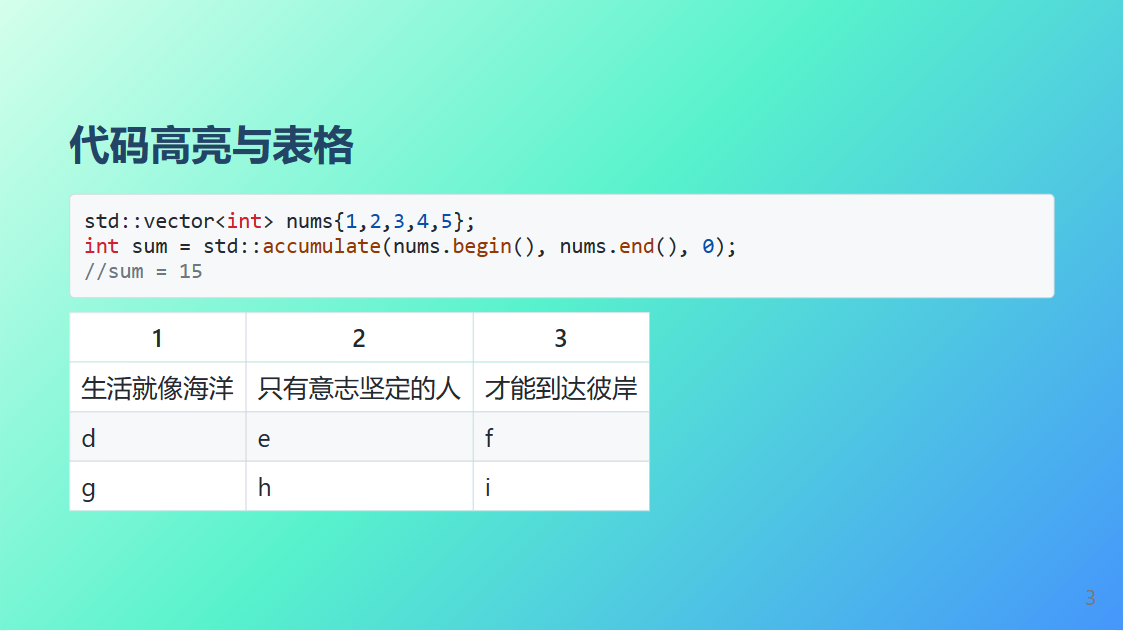 代码高亮与表格
std::vector<int> nums{1,2,3,4,5};
int sum = std::accumulate(nums.begin(), nums.end(), 0);
//sum = 15
1 2 3
生活就像海洋 只有意志坚定的人 才能到达彼岸
d e f
g h i
3